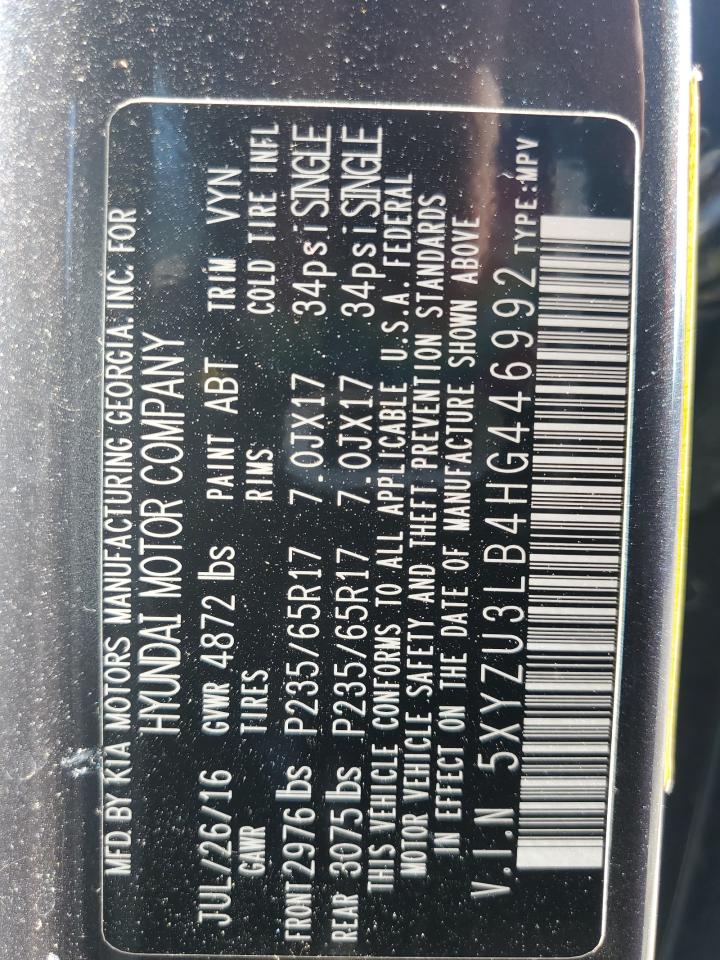 MFD. BY KIA MOTORS MANUFACTURING GEORGIA. INC. FOR
HYUNDAI MOTOR COMPANY
JUL/26/16 GVWR 4872 lbs PAINT ABT TRIM VYN
GAWR TIRES RIMS COLD TIRE INFL
FRONT 2976 lbs P235/65R17 7.0JX17 34psi SINGLE
REAR 3075 lbs P235/65R17 7.0JX17 34psi SINGLE
THIS VEHICLE CONFORMS TO ALL APPLICABLE U.S.A. FEDERAL
MOTOR VEHICLE SAFETY AND THEFT PREVENTION STANDARDS
IN EFFECT ON THE DATE OF MANUFACTURE SHOWN ABOVE
V.I.N 5XYZU3LB4HG446992 TYPE:MPV